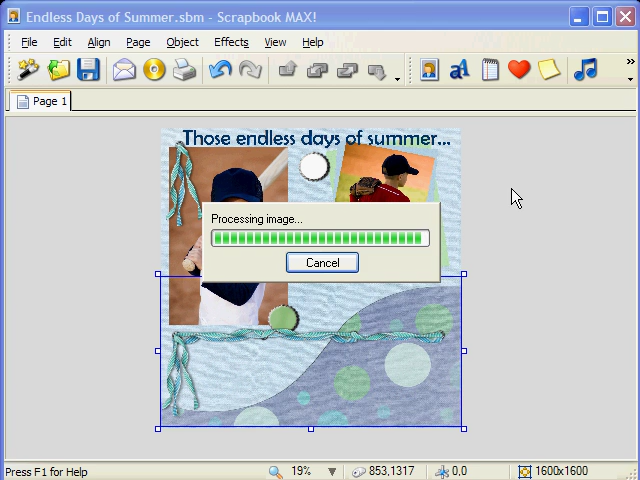 Endless Days of Summer.sbm - Scrapbook MAX!
File Edit Align Page Object Effects View Help
Page 1
Those endless days of summer...
Processing image...
Cancel
Press F1 for Help 19% 853,1317 0,0 1600x1600